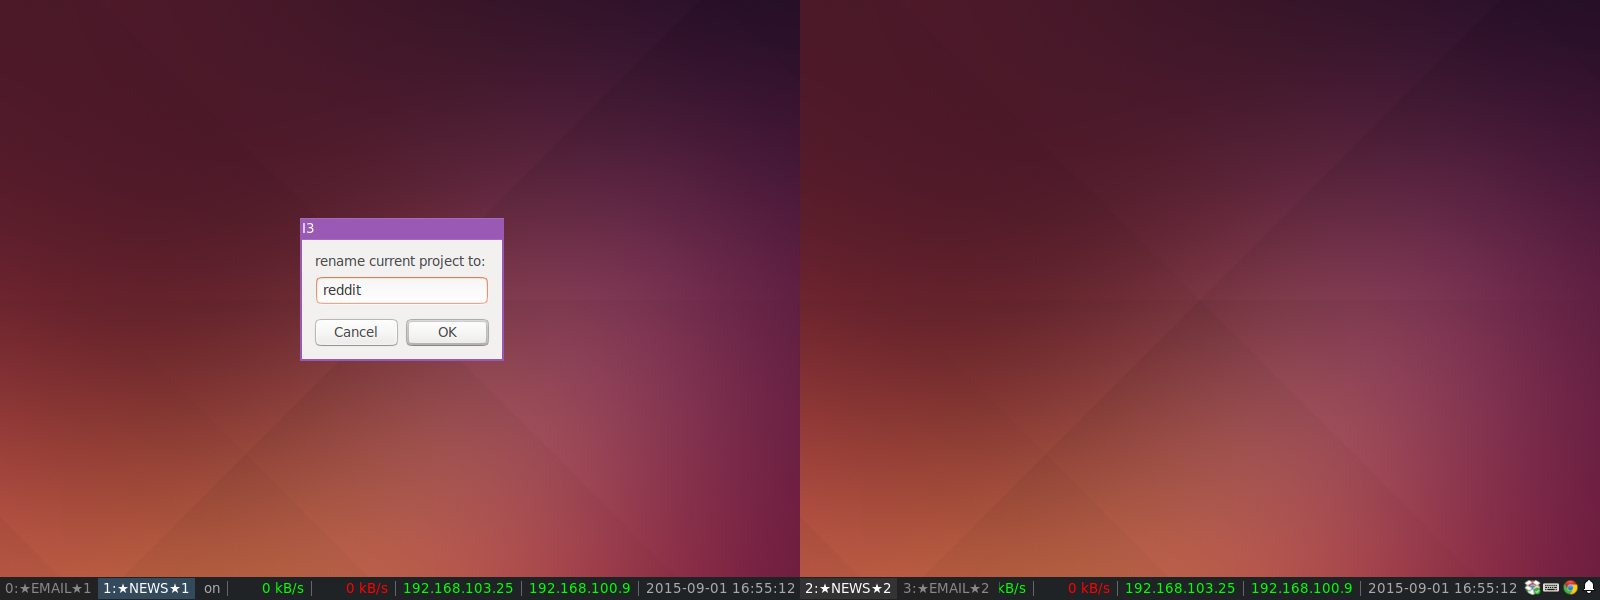 I3
rename current project to:
reddit
Cancel OK
0:★EMAIL★1 1:★NEWS★1 on 0 kB/s 0 kB/s 192.168.103.25 192.168.100.9 2015-09-01 16:55:12 2:★NEWS★2 3:★EMAIL★2 kB/s 0 kB/s 192.168.103.25 192.168.100.9 2015-09-01 16:55:12